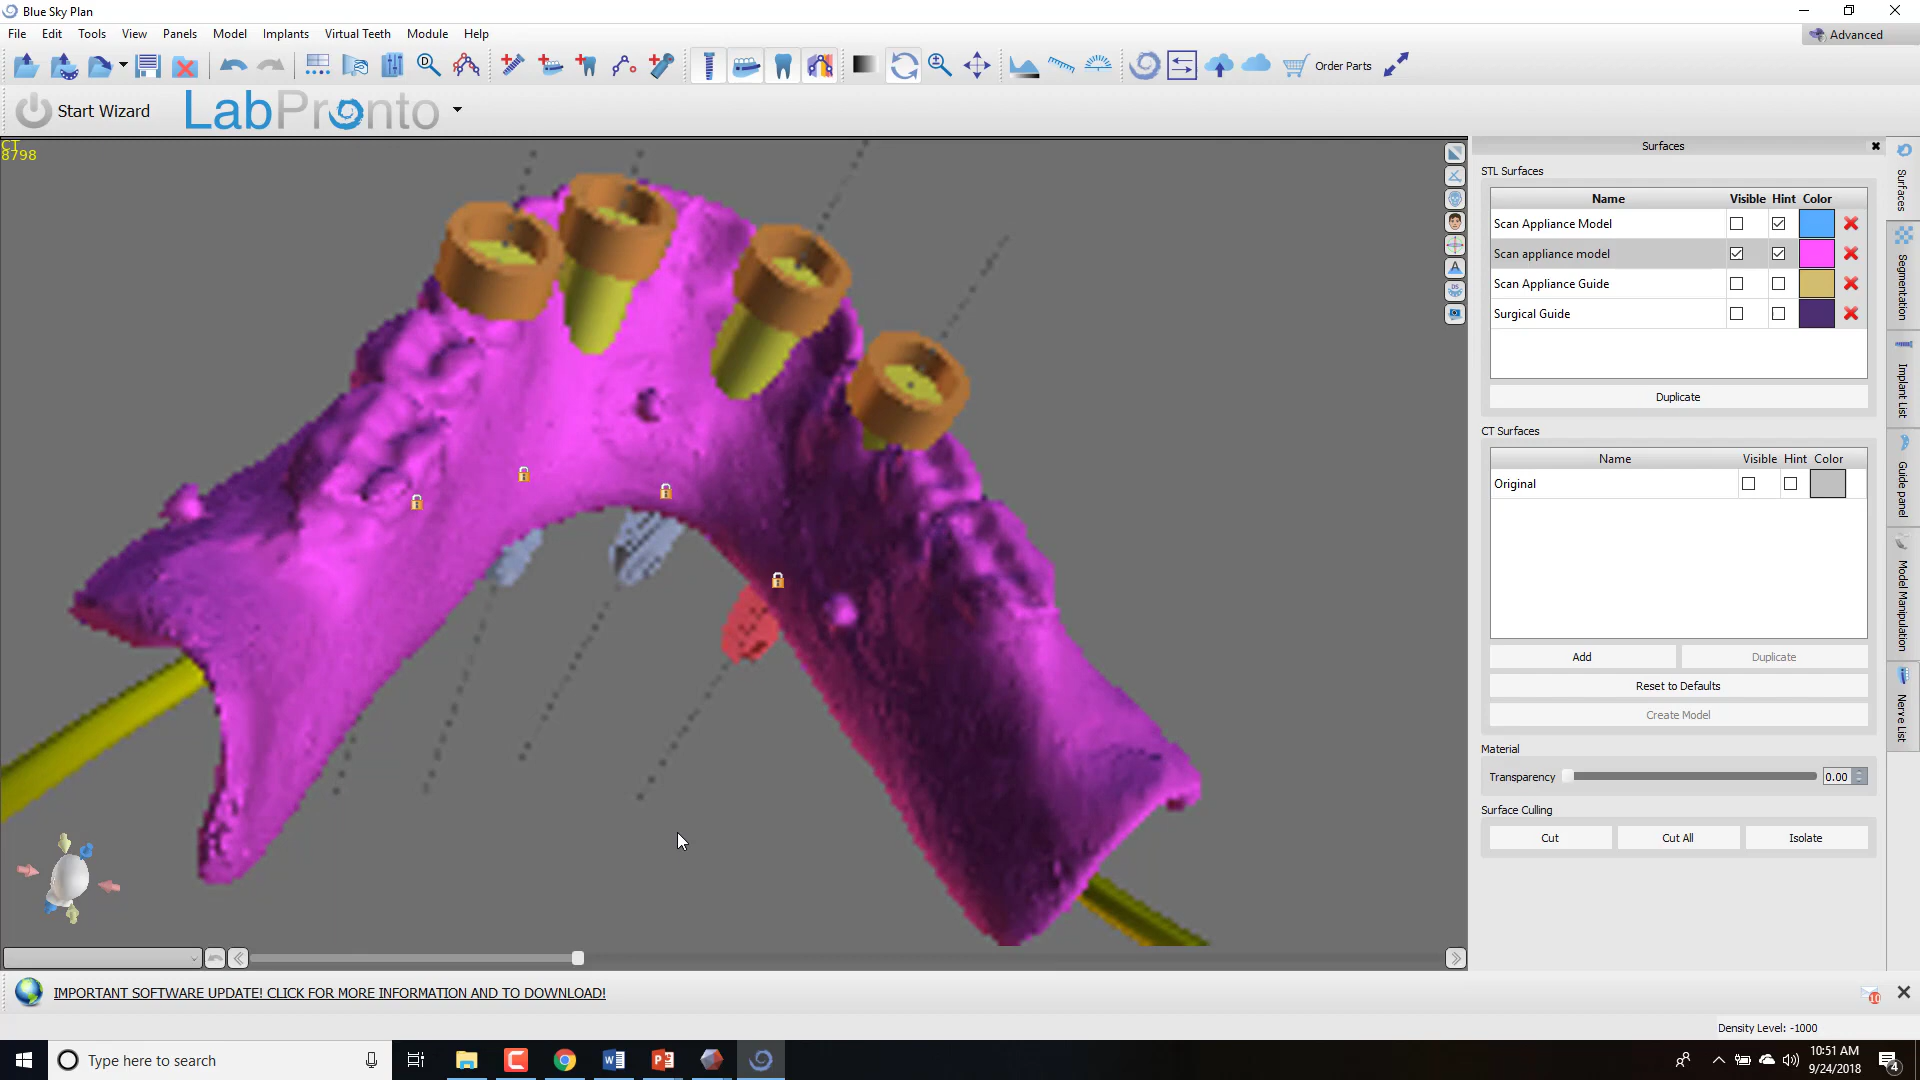 Blue Sky Plan
File Edit Tools View Panels Model Implants Virtual Teeth Module Help
Advanced
Order Parts
Start Wizard
LabPronto
CT
8798
Surfaces
STL Surfaces
Name Visible Hint Color
Scan Appliance Model
Scan appliance model
Scan Appliance Guide
Surgical Guide
Duplicate
CT Surfaces
Name Visible Hint Color
Original
Add Duplicate
Reset to Defaults
Create Model
Material
Transparency 0.00
Surface Culling
Cut Cut All Isolate
Surfaces
Segmentation
Implant List
Guide panel
Model Manipulation
Nerve List
IMPORTANT SOFTWARE UPDATE! CLICK FOR MORE INFORMATION AND TO DOWNLOAD!
10
Density Level: -1000
Type here to search
10:51 AM
9/24/2018
4